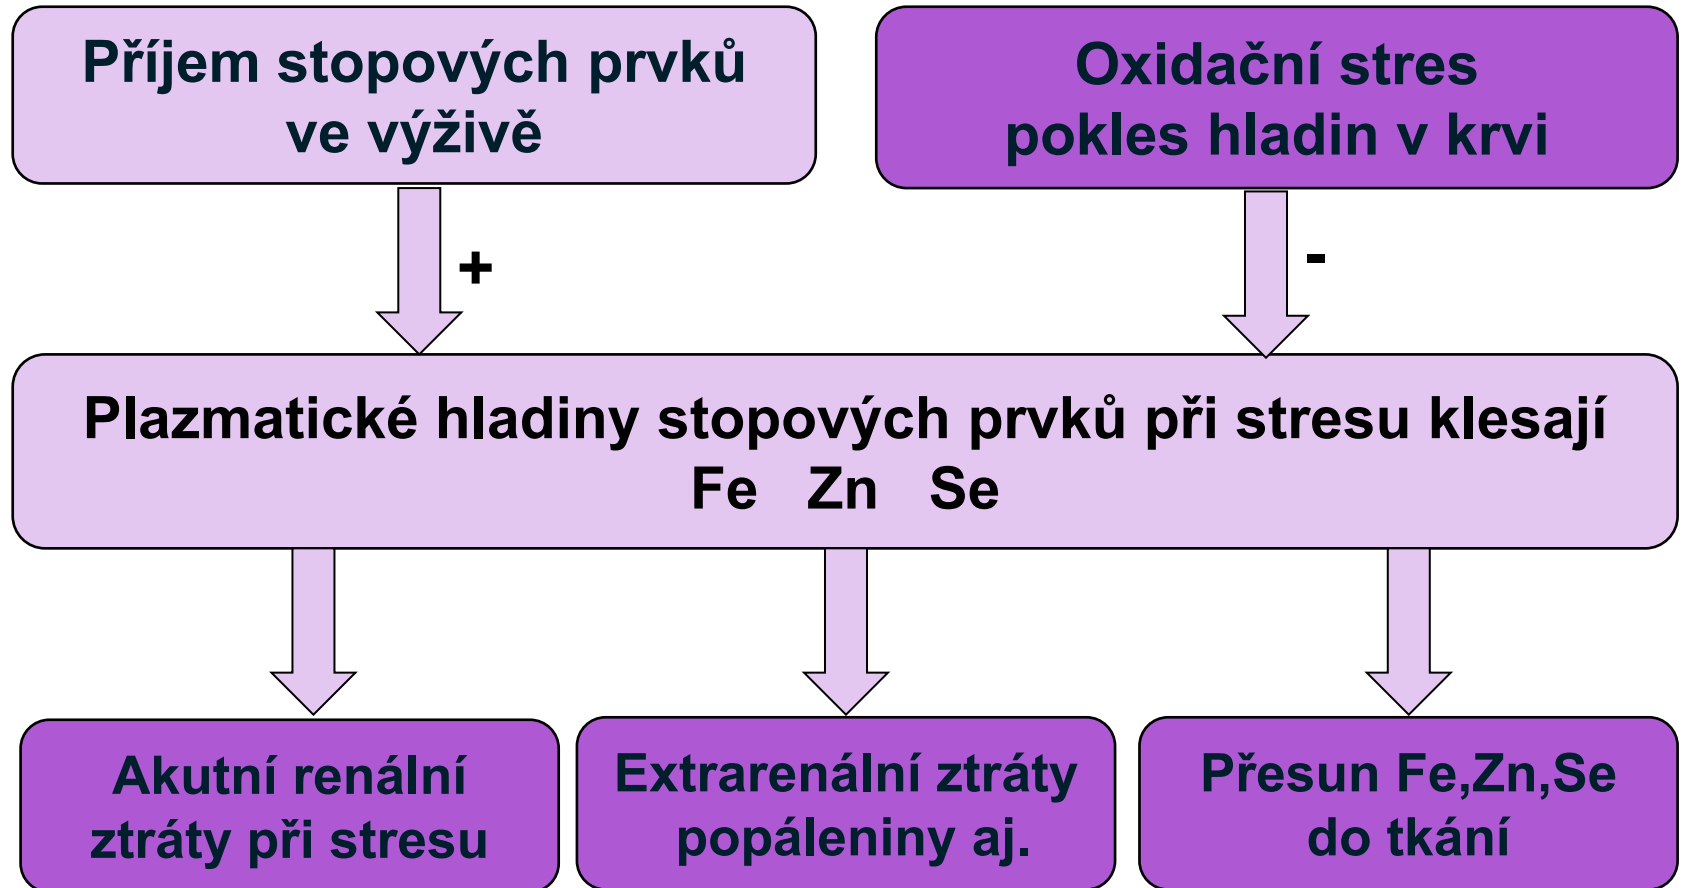 Příjem stopových prvků
ve výživě
Oxidační stres
pokles hladin v krvi
+
-
Plazmatické hladiny stopových prvků při stresu klesají
Fe Zn Se
Akutní renální
ztráty při stresu
Extrarenální ztráty
popáleniny aj.
Přesun Fe,Zn,Se
do tkání